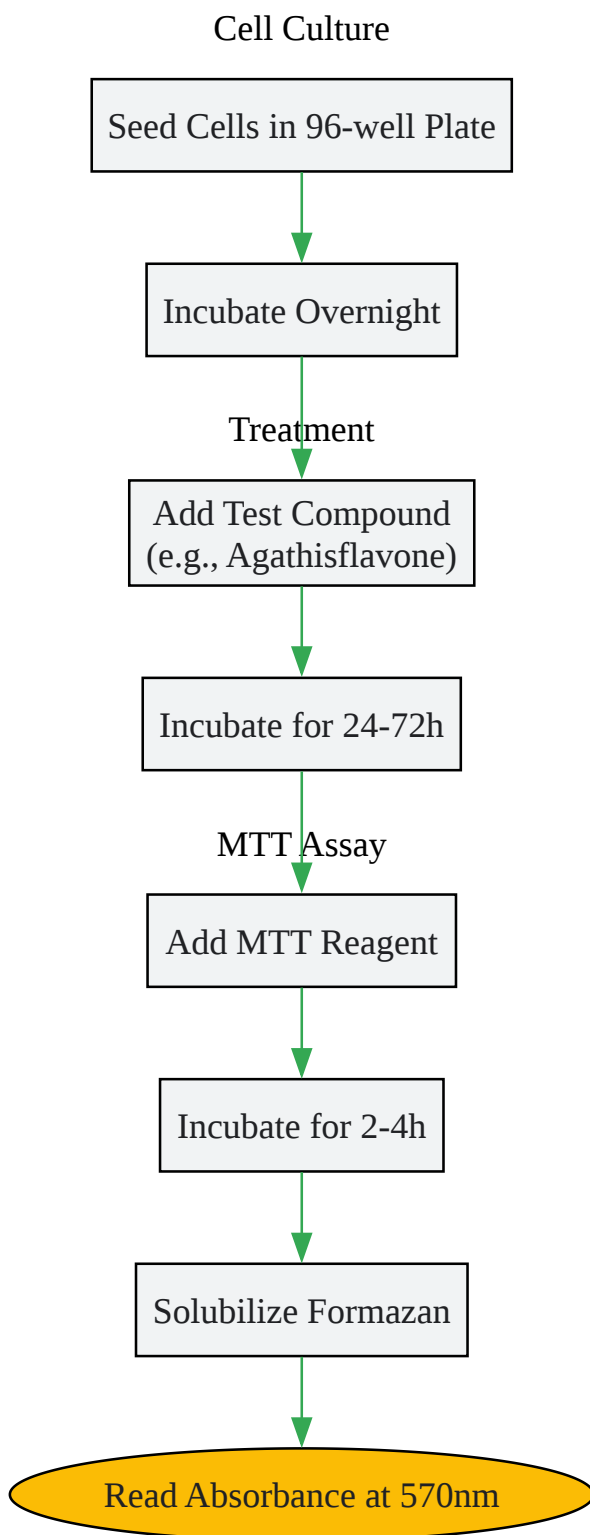 Cell Culture
Seed Cells in 96-well Plate
Incubate Overnight
Treatment
Add Test Compound
(e.g., Agathisflavone)
Incubate for 24-72h
MTT Assay
Add MTT Reagent
Incubate for 2-4h
Solubilize Formazan
Read Absorbance at 570nm